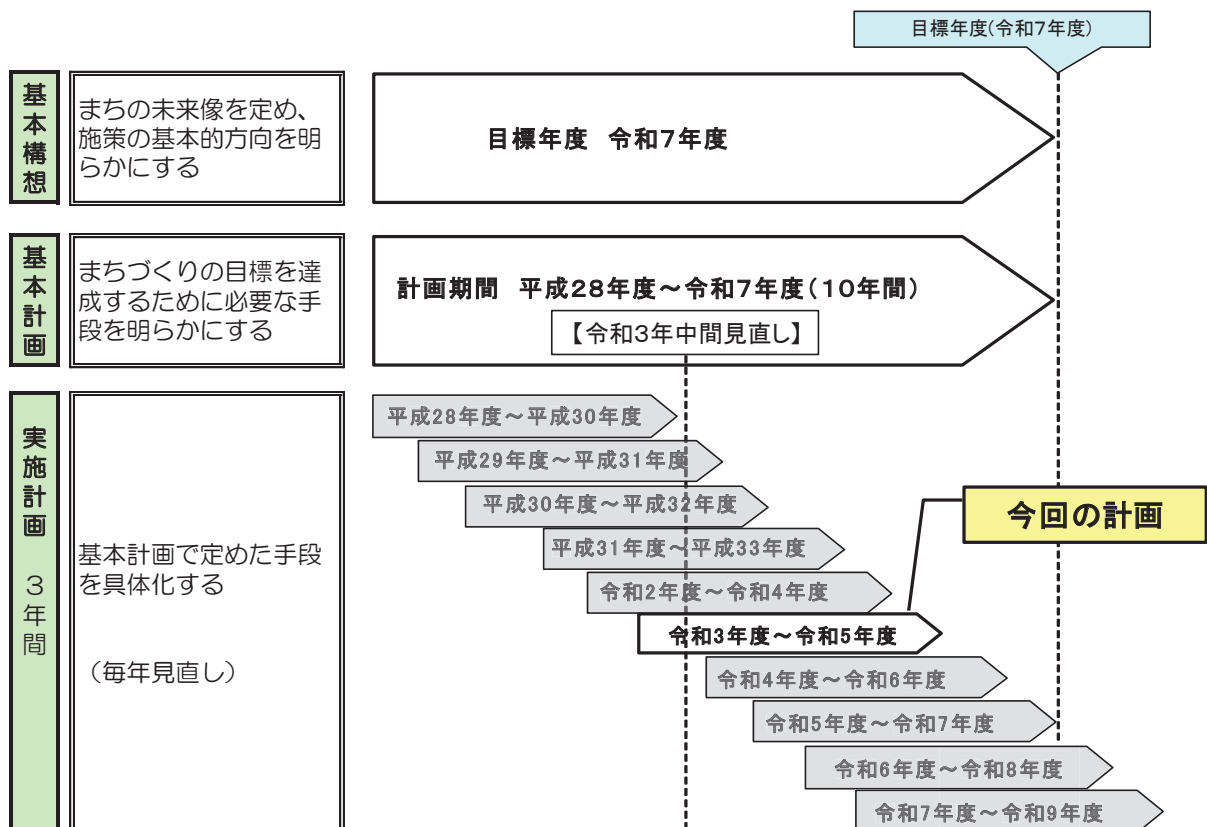 目標年度(令和7年度)
基本構想
まちの未来像を定め、
施策の基本的方向を明
らかにする
目標年度 令和7年度
基本計画
まちづくりの目標を達
成するために必要な手
段を明らかにする
計画期間 平成28年度～令和7年度(10年間)
【令和3年中間見直し】
実施計画 3年間
基本計画で定めた手段
を具体化する
（毎年見直し）
平成28年度～平成30年度
平成29年度～平成31年度
平成30年度～平成32年度
平成31年度～平成33年度
令和2年度～令和4年度
令和3年度～令和5年度
今回の計画
令和4年度～令和6年度
令和5年度～令和7年度
令和6年度～令和8年度
令和7年度～令和9年度